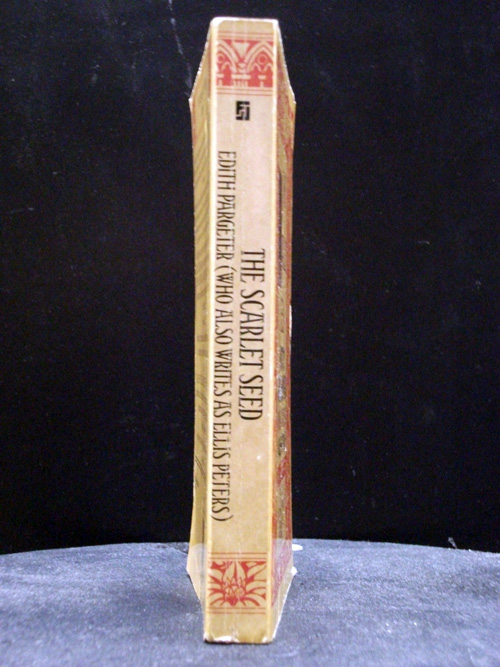 THE SCARLET SEED
EDITH PARGETER (WHO ALSO WRITES AS ELLIS PETERS)